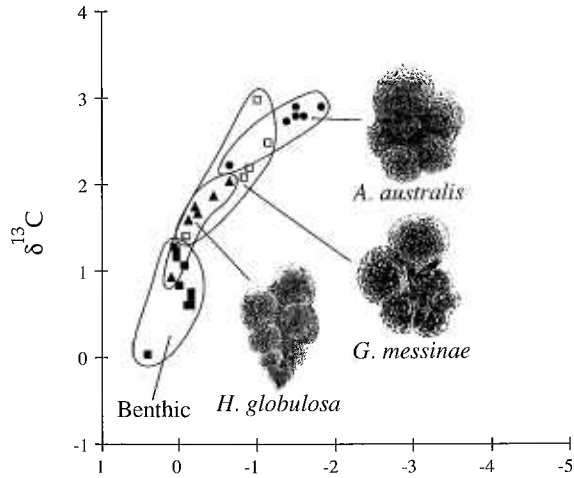 4
3
2
1
0
-1
δ13C
A. australis
G. messinae
H. globulosa
Benthic
1 0 -1 -2 -3 -4 -5